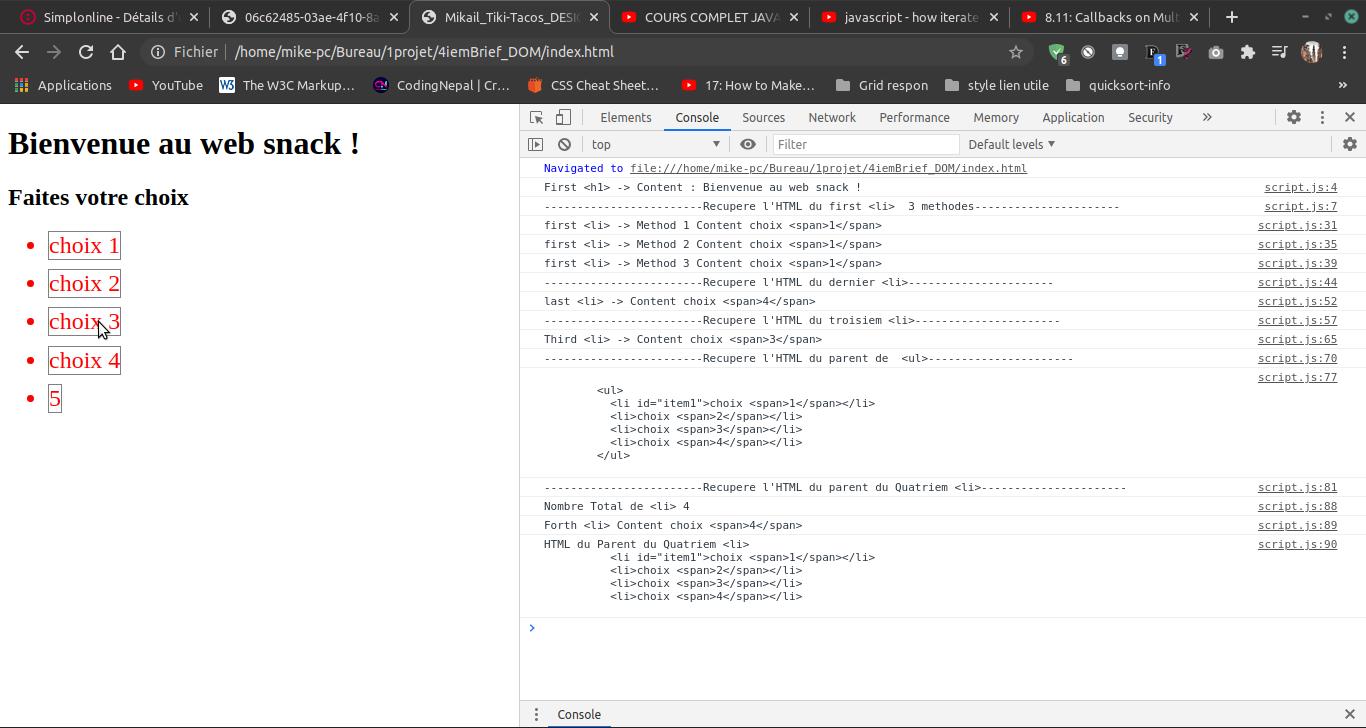 Simplonline - Détails d'
06c62485-03ae-4f10-8a
Mikail_Tiki-Tacos_DESI
COURS COMPLET JAVA
javascript - how iterate
8.11: Callbacks on Mult
Fichier | /home/mike-pc/Bureau/1projet/4iemBrief_DOM/index.html
6
1
Applications
YouTube
W3 The W3C Markup…
CodingNepal | Cr…
CSS Cheat Sheet…
17: How to Make…
Grid respon
style lien utile
quicksort-info
»
Bienvenue au web snack !
Faites votre choix
• choix 1
• choix 2
• choix 3
• choix 4
• 5
Elements Console Sources Network Performance Memory Application Security »
top Filter Default levels
Navigated to file:///home/mike-pc/Bureau/1projet/4iemBrief_DOM/index.html
First <h1> -> Content : Bienvenue au web snack ! script.js:4
------------------------Recupere l'HTML du first <li>  3 methodes---------------------- script.js:7
first <li> -> Method 1 Content choix <span>1</span> script.js:31
first <li> -> Method 2 Content choix <span>1</span> script.js:35
first <li> -> Method 3 Content choix <span>1</span> script.js:39
------------------------Recupere l'HTML du dernier <li>---------------------- script.js:44
last <li> -> Content choix <span>4</span> script.js:52
------------------------Recupere l'HTML du troisiem <li>---------------------- script.js:57
Third <li> -> Content choix <span>3</span> script.js:65
------------------------Recupere l'HTML du parent de  <ul>---------------------- script.js:70
script.js:77
<ul>
<li id="item1">choix <span>1</span></li>
<li>choix <span>2</span></li>
<li>choix <span>3</span></li>
<li>choix <span>4</span></li>
</ul>
------------------------Recupere l'HTML du parent du Quatriem <li>---------------------- script.js:81
Nombre Total de <li> 4 script.js:88
Forth <li> Content choix <span>4</span> script.js:89
HTML du Parent du Quatriem <li> script.js:90
<li id="item1">choix <span>1</span></li>
<li>choix <span>2</span></li>
<li>choix <span>3</span></li>
<li>choix <span>4</span></li>
>
Console